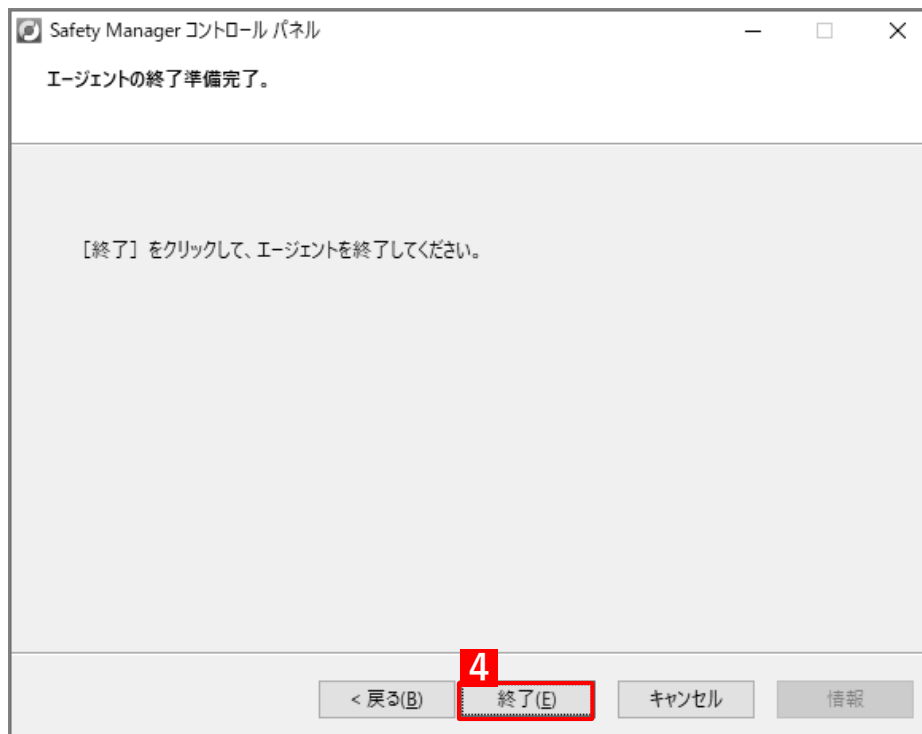 Safety Manager コントロール パネル
エージェントの終了準備完了。
［終了］をクリックして、エージェントを終了してください。
4
< 戻る(B) 終了(E) キャンセル 情報